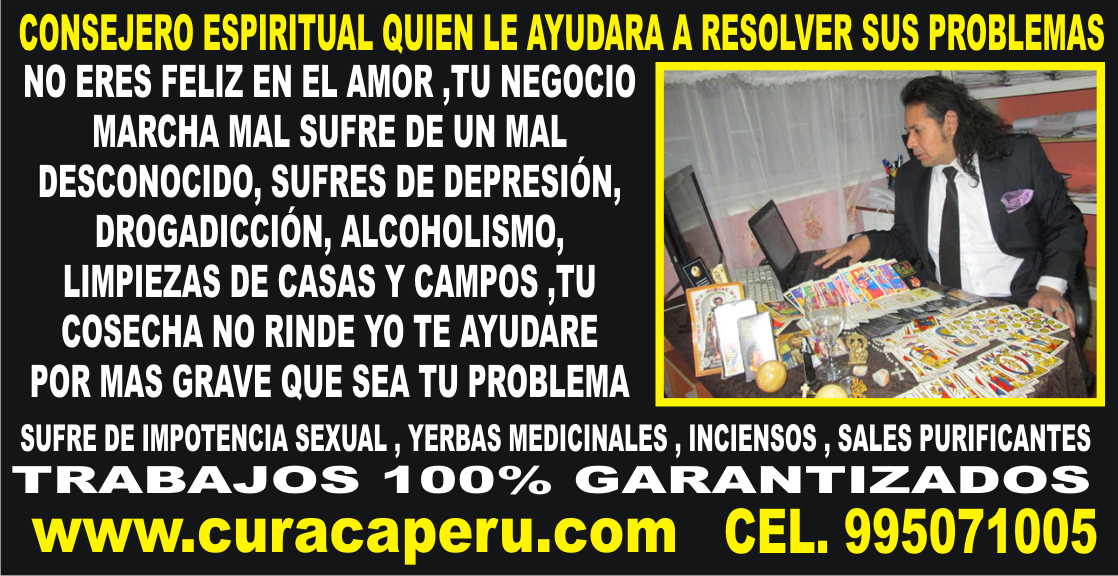 CONSEJERO ESPIRITUAL QUIEN LE AYUDARA A RESOLVER SUS PROBLEMAS
NO ERES FELIZ EN EL AMOR ,TU NEGOCIO
MARCHA MAL SUFRE DE UN MAL
DESCONOCIDO, SUFRES DE DEPRESIÓN,
DROGADICCIÓN, ALCOHOLISMO,
LIMPIEZAS DE CASAS Y CAMPOS ,TU
COSECHA NO RINDE YO TE AYUDARE
POR MAS GRAVE QUE SEA TU PROBLEMA
SUFRE DE IMPOTENCIA SEXUAL , YERBAS MEDICINALES , INCIENSOS , SALES PURIFICANTES
TRABAJOS 100% GARANTIZADOS
www.curacaperu.com CEL. 995071005